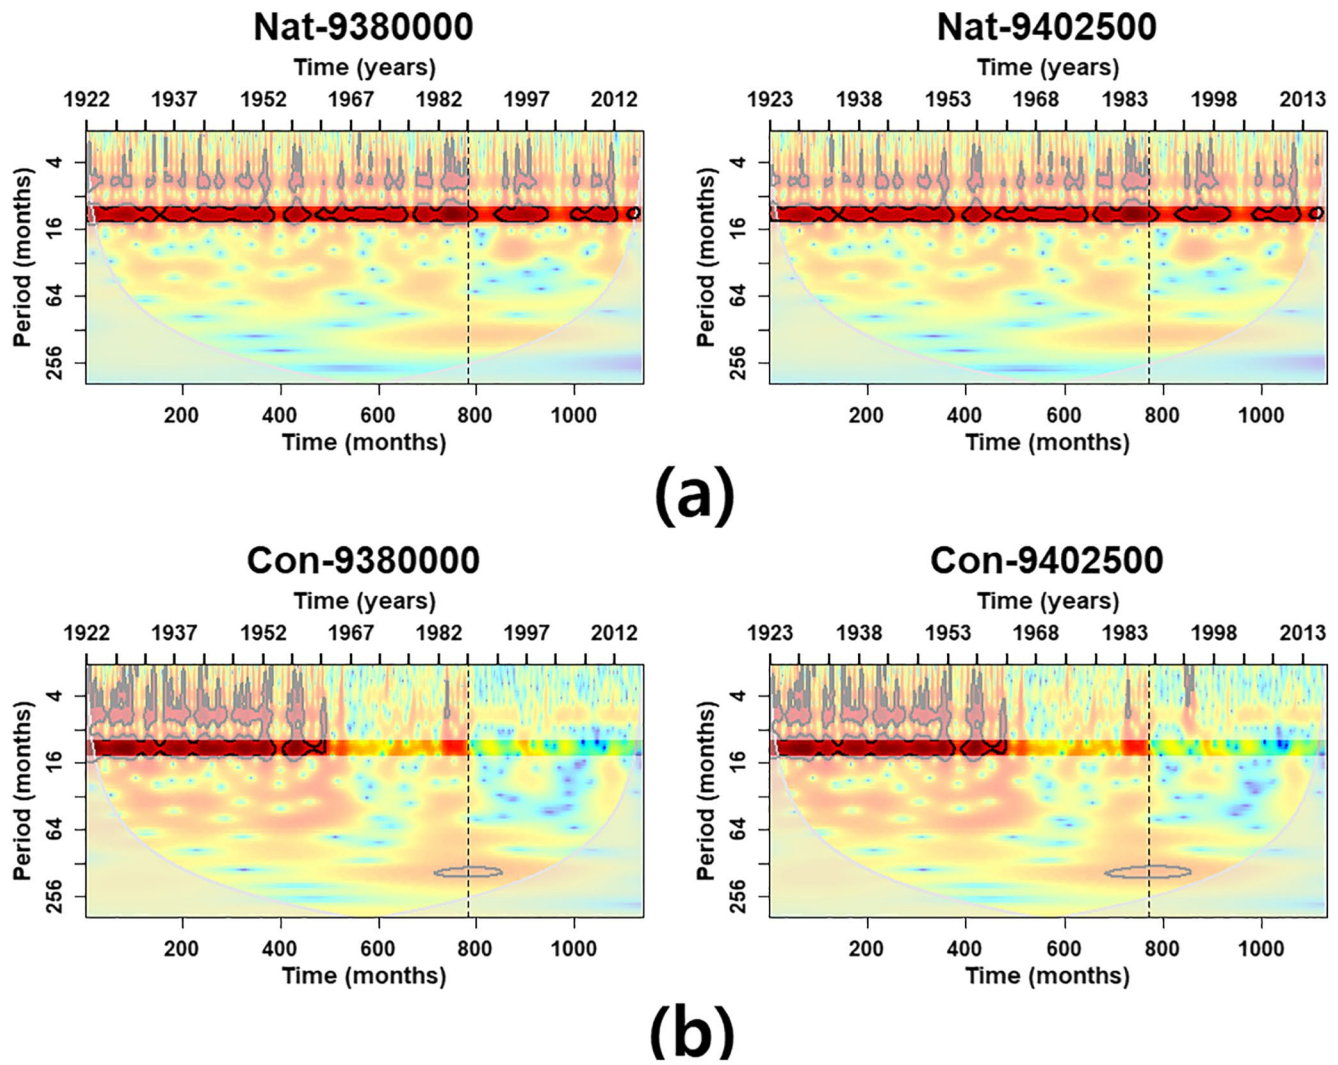 Nat-9380000
Time (years)
1922 1937 1952 1967 1982 1997 2012
Period (months)
4
16
64
256
200 400 600 800 1000
Time (months)
Nat-9402500
Time (years)
1923 1938 1953 1968 1983 1998 2013
Period (months)
4
16
64
256
200 400 600 800 1000
Time (months)
(a)
Con-9380000
Time (years)
1922 1937 1952 1967 1982 1997 2012
Period (months)
4
16
64
256
200 400 600 800 1000
Time (months)
Con-9402500
Time (years)
1923 1938 1953 1968 1983 1998 2013
Period (months)
4
16
64
256
200 400 600 800 1000
Time (months)
(b)